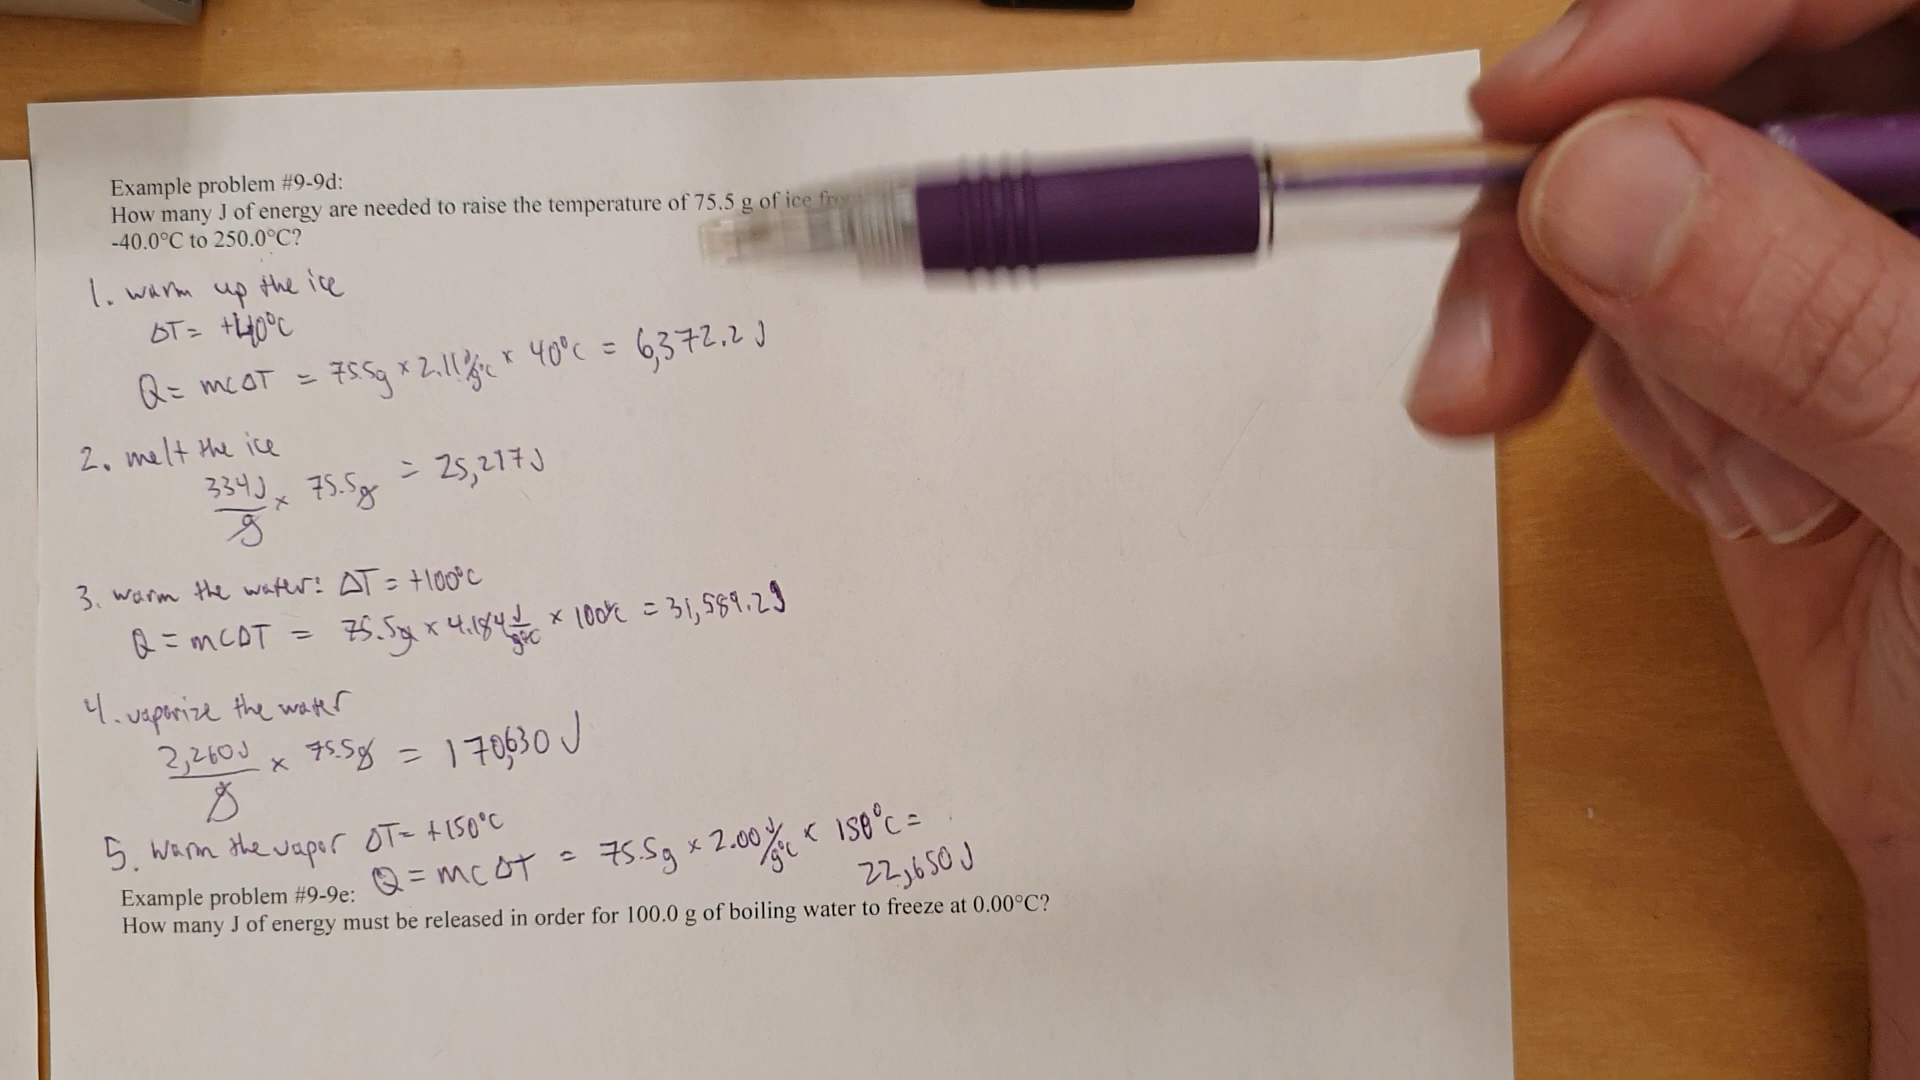 Example problem #9-9d:
How many J of energy are needed to raise the temperature of 75.5 g of ice from
-40.0°C to 250.0°C?
1. warm up the ice
ΔT= +40°C
Q= mcΔT = 75.5g × 2.11 J/g°C × 40°C = 6,372.2 J
2. melt the ice
334J/g × 75.5g = 25,217J
3. warm the water: ΔT = +100°C
Q = mCΔT = 75.5g × 4.184 J/g°C × 100°C = 31,589.2J
4. vaporize the water
2,260J/g × 75.5g = 170,630 J
5. warm the vapor ΔT= +150°C
Q = mcΔT = 75.5g × 2.00 J/g°C × 150°C =
22,650 J
Example problem #9-9e:
How many J of energy must be released in order for 100.0 g of boiling water to freeze at 0.00°C?